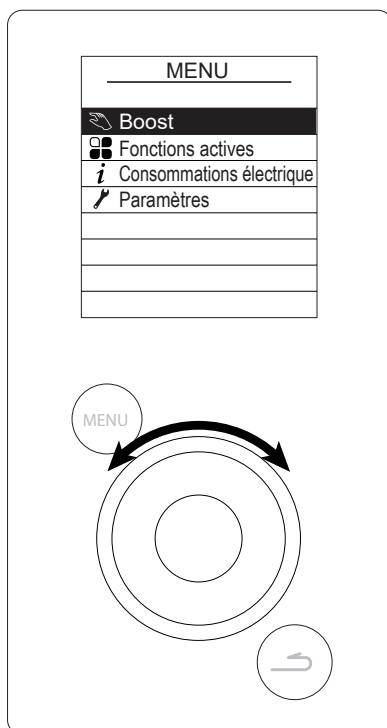 MENU
Boost
Fonctions actives
i Consommations électrique
Paramètres
MENU